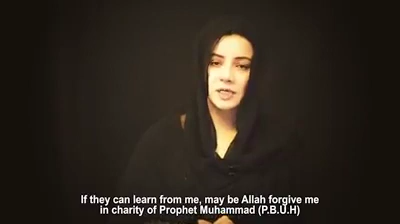 If they can learn from me, may be Allah forgive me
in charity of Prophet Muhammad (P.B.U.H)